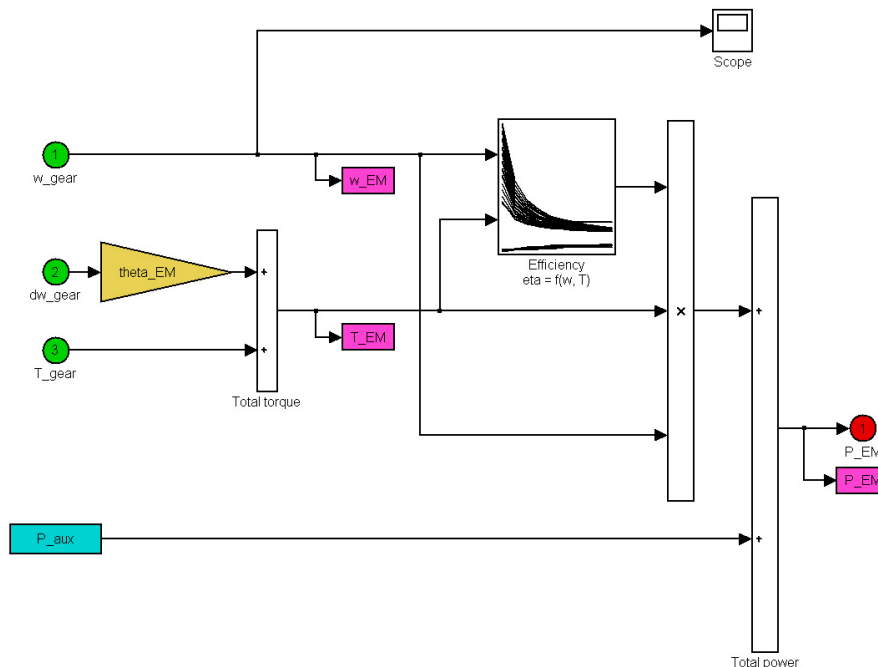 Scope
1
w_gear
w_EM
Efficiency
eta = f(w, T)
2
dw_gear
theta_EM
+
+
3
T_gear
Total torque
T_EM
×
+
+
1
P_EM
P_EM
P_aux
Total power